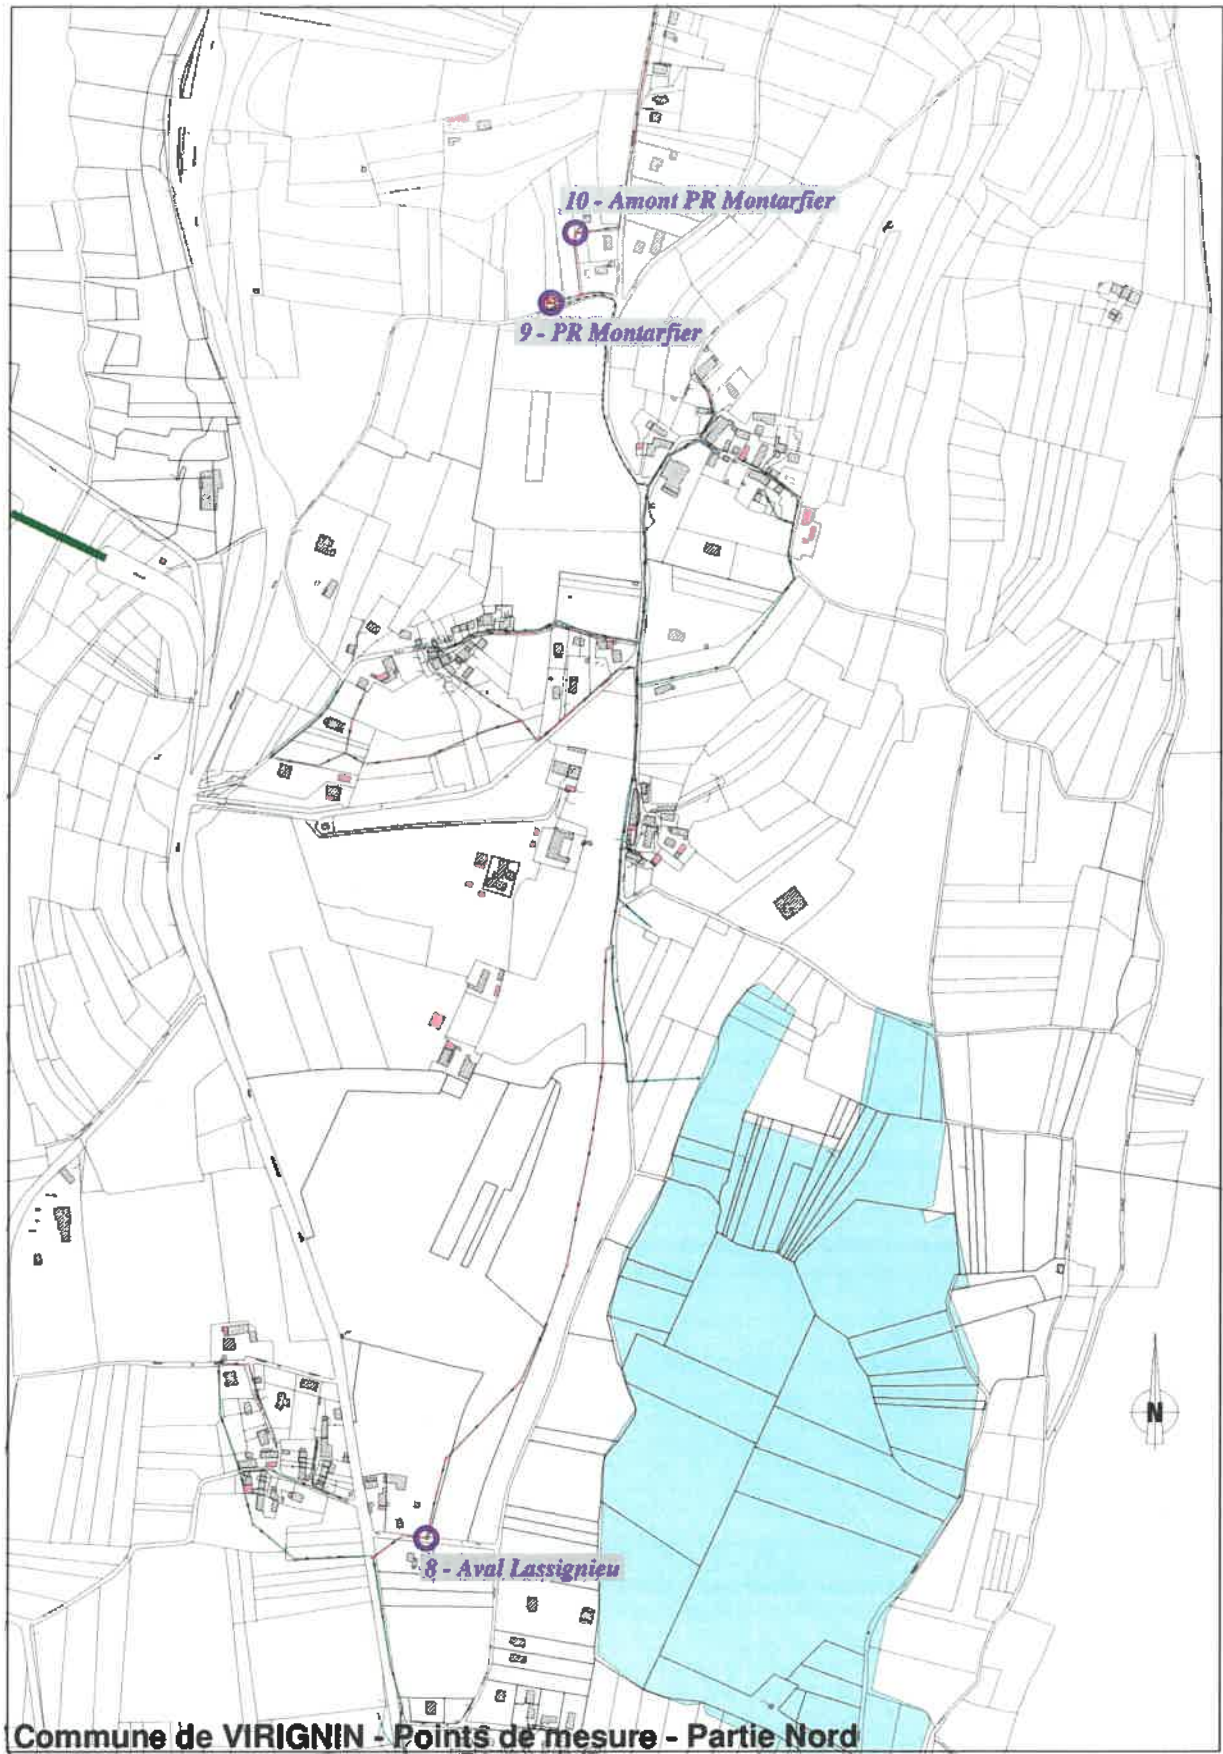 10 - Amont PR Montarfier
9 - PR Montarfier
N
8 - Aval Lassignieu
Commune de VIRIGNIN - Points de mesure - Partie Nord